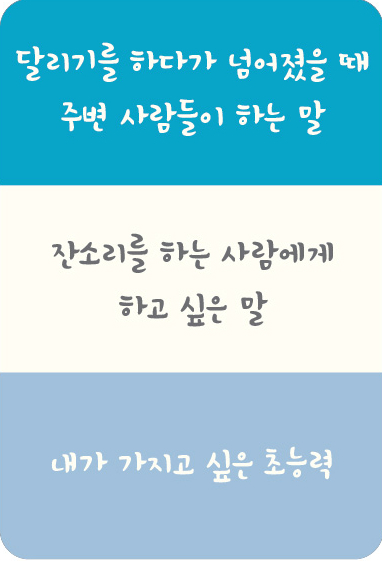 달리기를 하다가 넘어졌을 때
주변 사람들이 하는 말
잔소리를 하는 사람에게
하고 싶은 말
내가 가지고 싶은 초능력